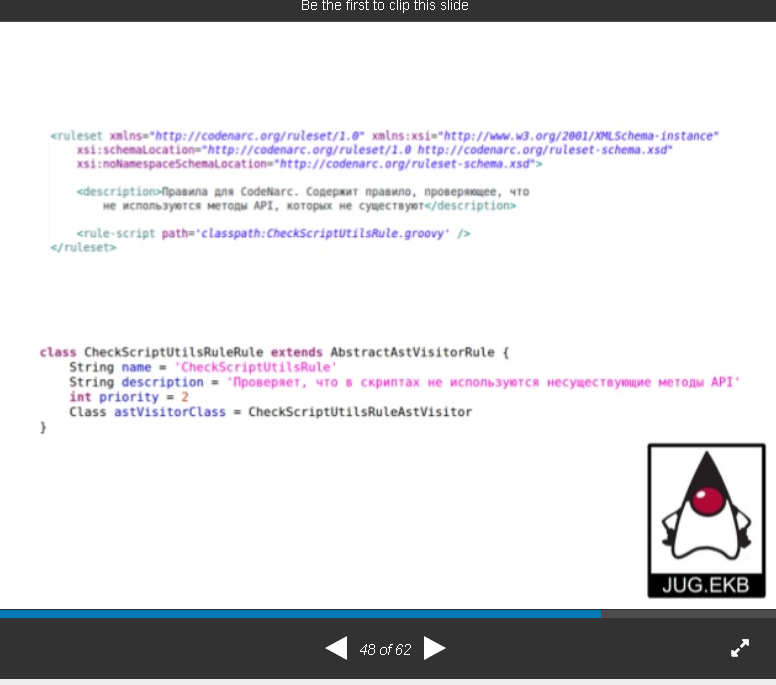 Be the first to clip this slide
<ruleset xmlns="http://codenarc.org/ruleset/1.0" xmlns:xsi="http://www.w3.org/2001/XMLSchema-instance"
xsi:schemaLocation="http://codenarc.org/ruleset/1.0 http://codenarc.org/ruleset-schema.xsd"
xsi:noNamespaceSchemaLocation="http://codenarc.org/ruleset-schema.xsd">
<description>Правила для CodeNarc. Содержит правило, проверяющее, что
не используются методы API, которых не существуют</description>
<rule-script path='classpath:CheckScriptUtilsRule.groovy' />
</ruleset>
class CheckScriptUtilsRuleRule extends AbstractAstVisitorRule {
String name = 'CheckScriptUtilsRule'
String description = 'Проверяет, что в скриптах не используются несуществующие методы API'
int priority = 2
Class astVisitorClass = CheckScriptUtilsRuleAstVisitor
}
JUG.EKB
48 of 62